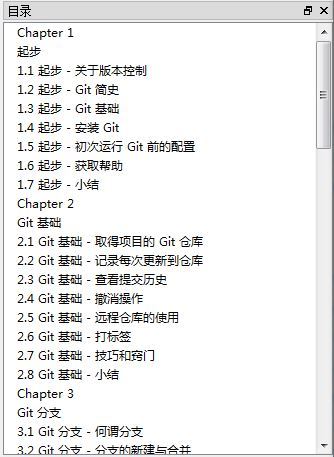 目录
Chapter 1
起步
1.1 起步 - 关于版本控制
1.2 起步 - Git 简史
1.3 起步 - Git 基础
1.4 起步 - 安装 Git
1.5 起步 - 初次运行 Git 前的配置
1.6 起步 - 获取帮助
1.7 起步 - 小结
Chapter 2
Git 基础
2.1 Git 基础 - 取得项目的 Git 仓库
2.2 Git 基础 - 记录每次更新到仓库
2.3 Git 基础 - 查看提交历史
2.4 Git 基础 - 撤消操作
2.5 Git 基础 - 远程仓库的使用
2.6 Git 基础 - 打标签
2.7 Git 基础 - 技巧和窍门
2.8 Git 基础 - 小结
Chapter 3
Git 分支
3.1 Git 分支 - 何谓分支
3.2 Git 分支 - 分支的新建与合并